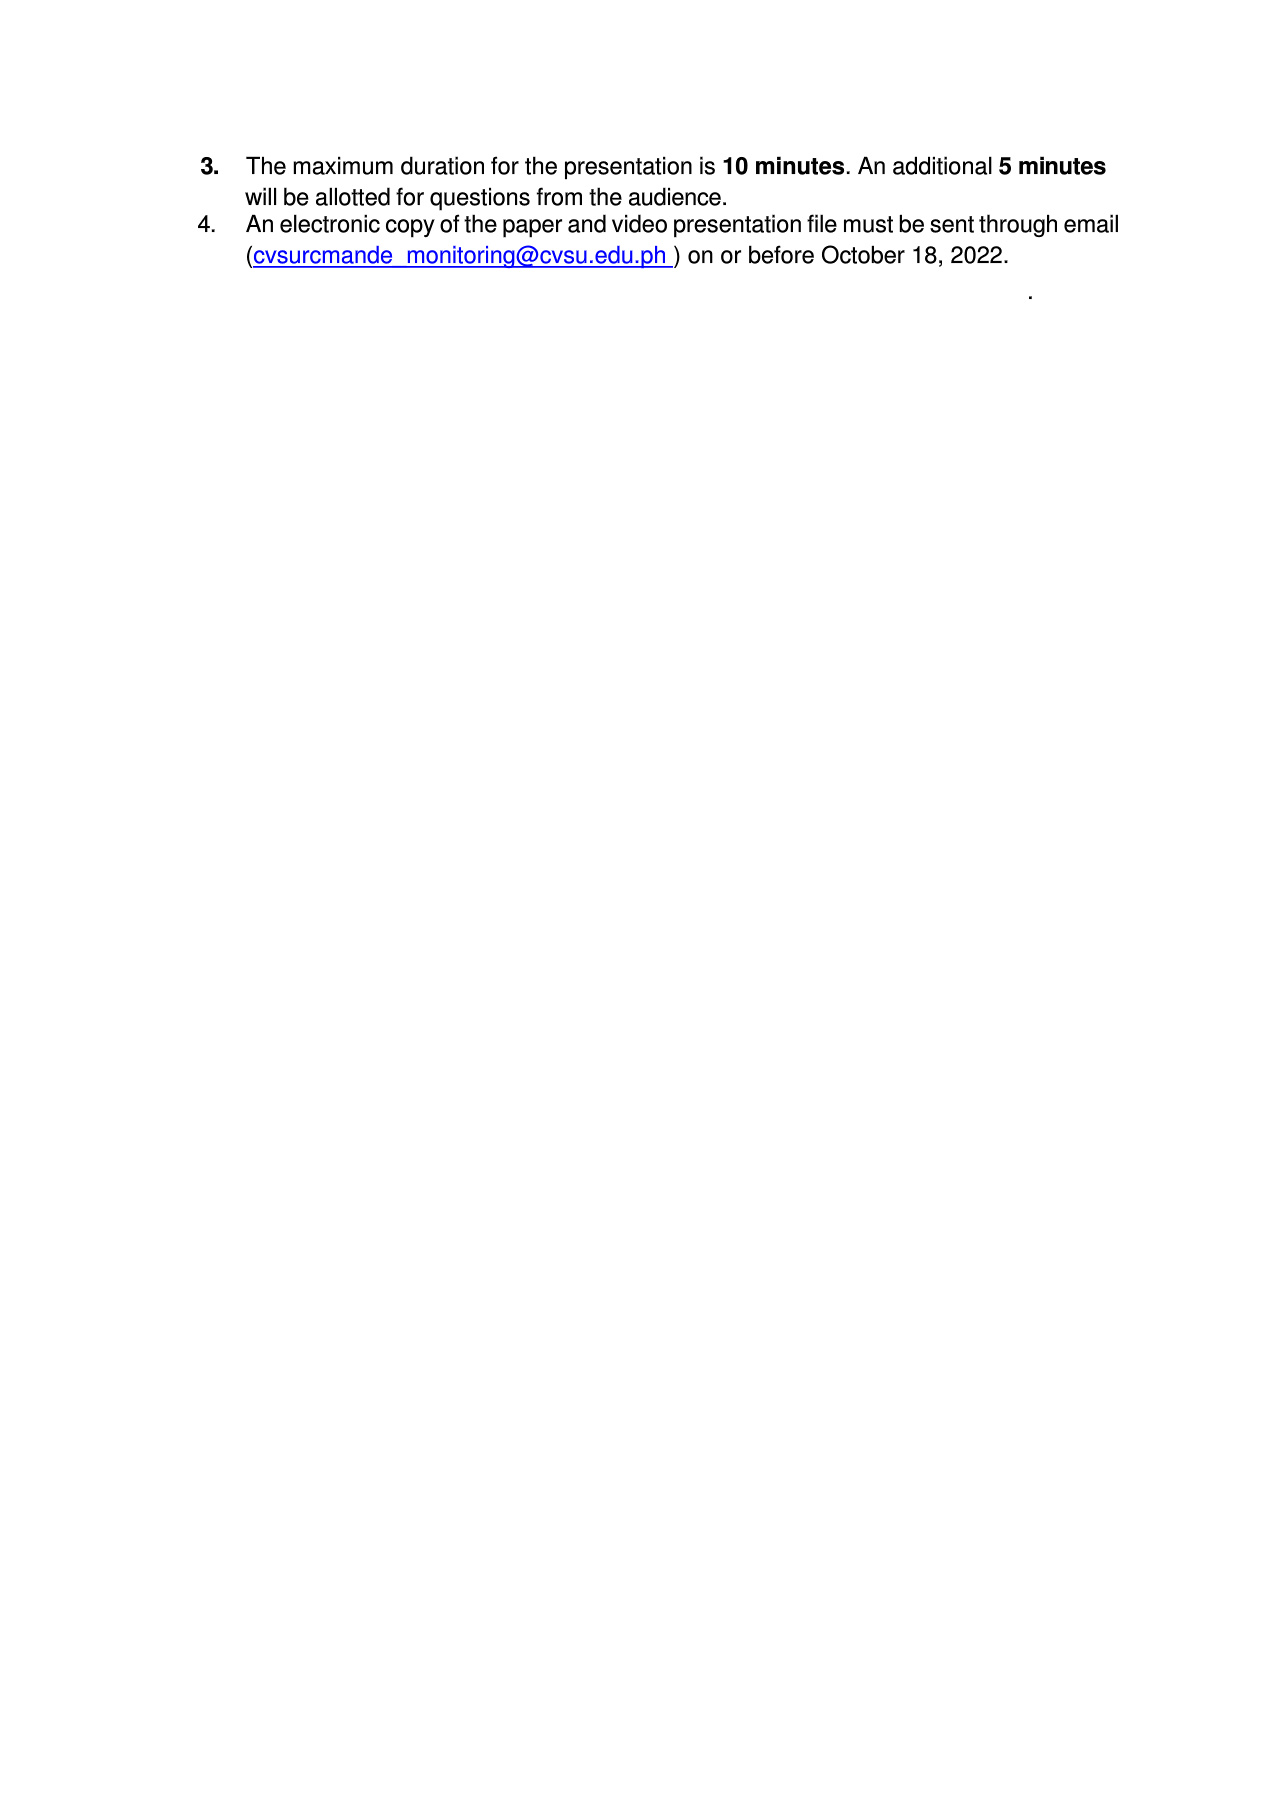 3. The maximum duration for the presentation is 10 minutes. An additional 5 minutes
will be allotted for questions from the audience.
4. An electronic copy of the paper and video presentation file must be sent through email
(cvsurcmande_monitoring@cvsu.edu.ph ) on or before October 18, 2022.
.